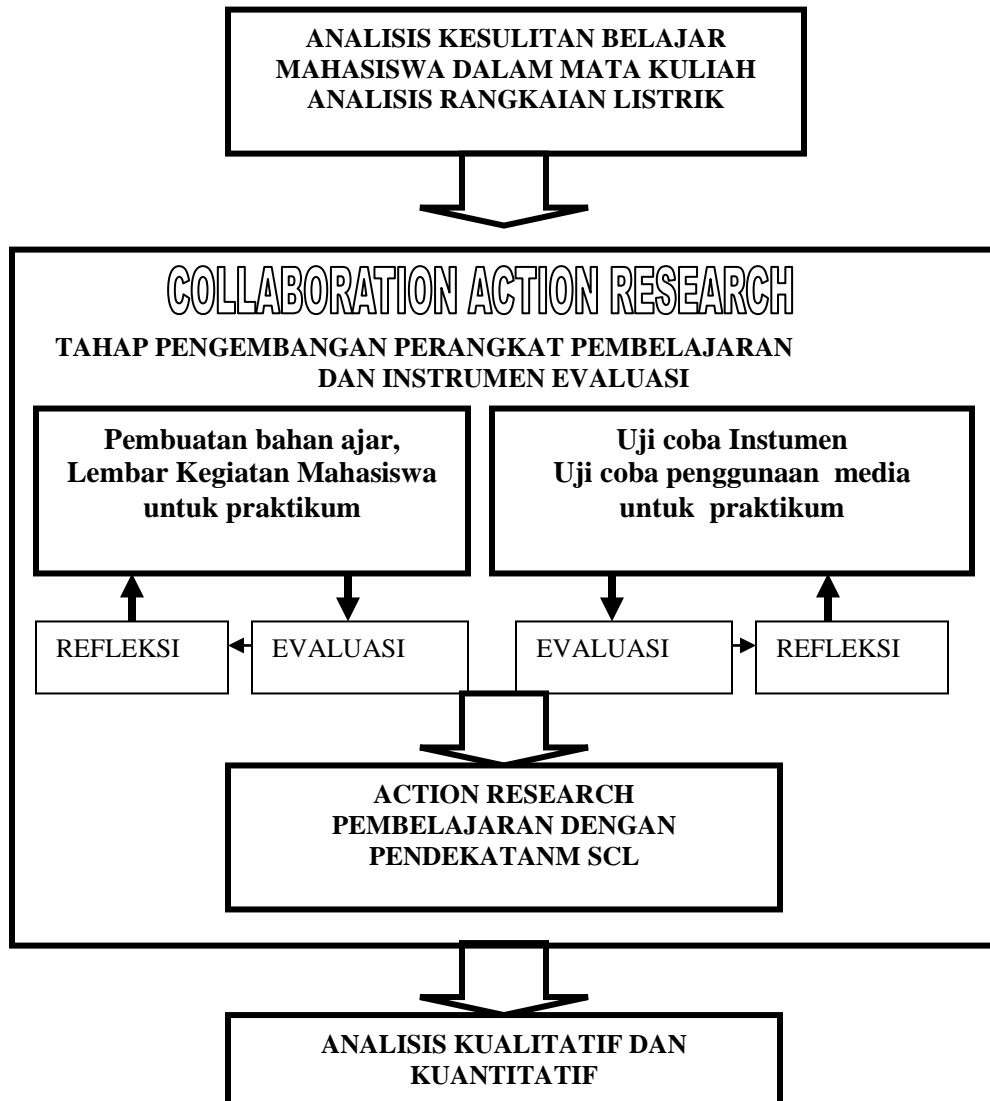 ANALISIS KESULITAN BELAJAR
MAHASISWA DALAM MATA KULIAH
ANALISIS RANGKAIAN LISTRIK
COLLABORATION ACTION RESEARCH
TAHAP PENGEMBANGAN PERANGKAT PEMBELAJARAN
DAN INSTRUMEN EVALUASI
Pembuatan bahan ajar,
Lembar Kegiatan Mahasiswa
untuk praktikum
Uji coba Instumen
Uji coba penggunaan media
untuk praktikum
REFLEKSI
EVALUASI
EVALUASI
REFLEKSI
ACTION RESEARCH
PEMBELAJARAN DENGAN
PENDEKATANM SCL
ANALISIS KUALITATIF DAN
KUANTITATIF